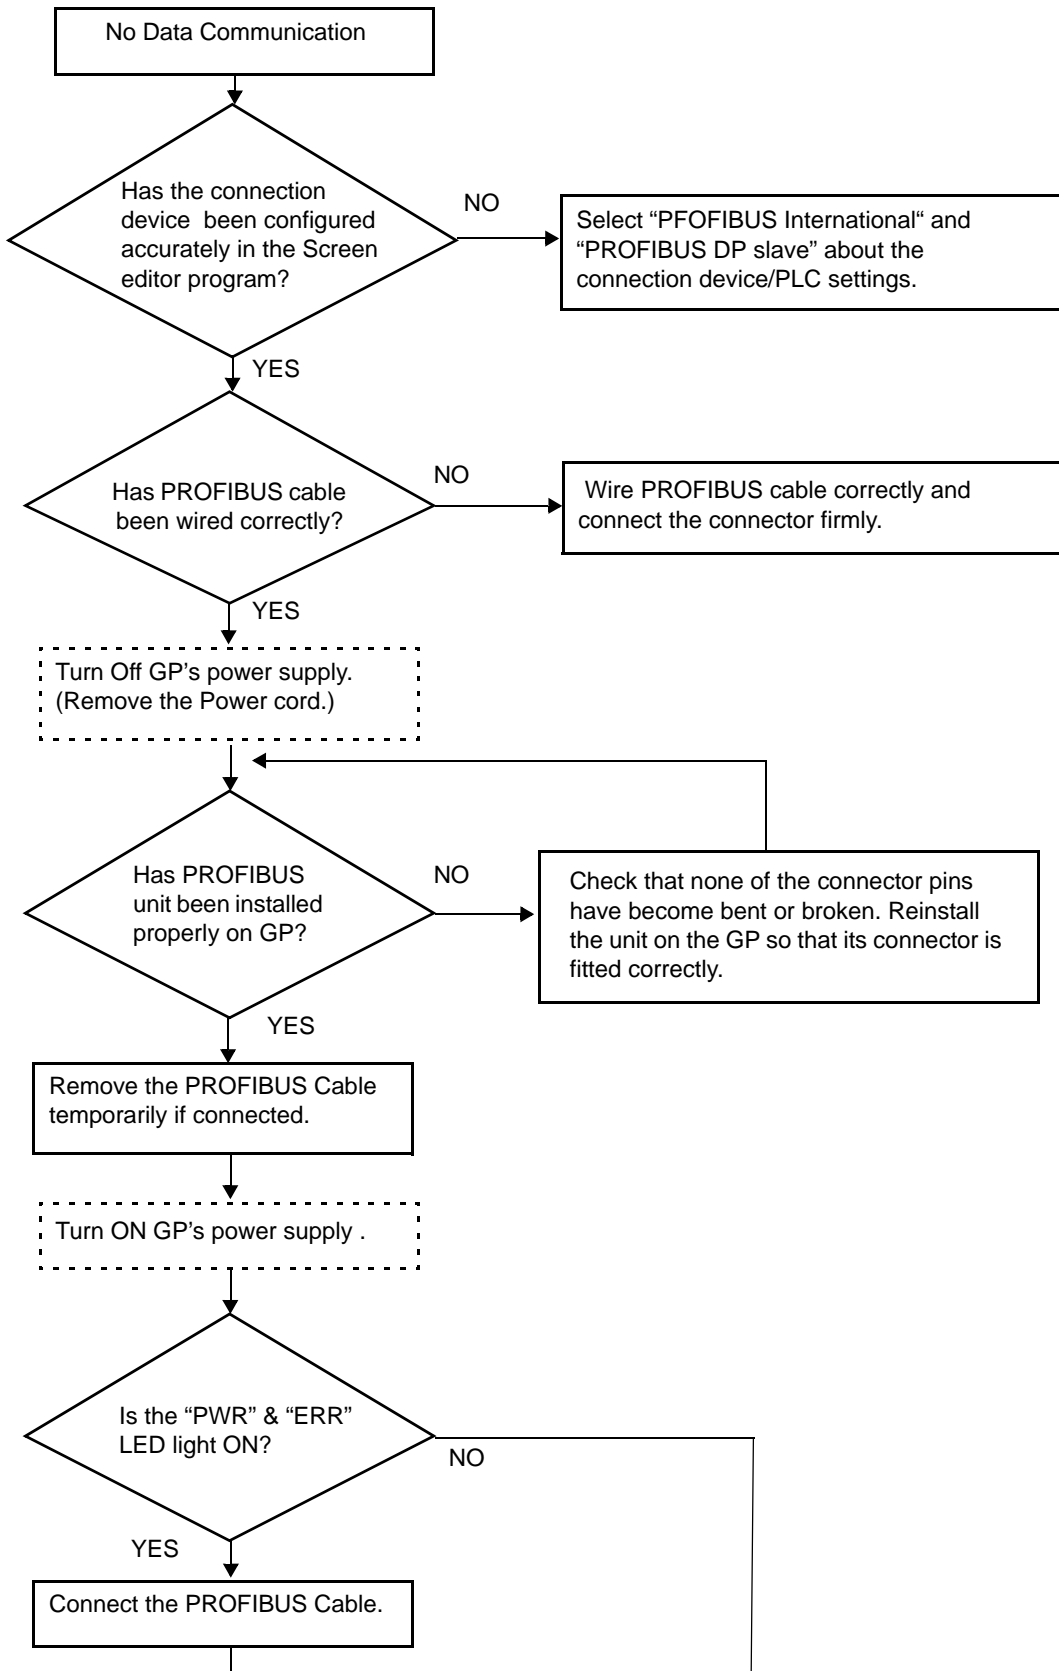 No Data Communication
Has the connection
device been configured
accurately in the Screen
editor program?
NO
Select “PFOFIBUS International“ and
“PROFIBUS DP slave” about the
connection device/PLC settings.
YES
Has PROFIBUS cable
been wired correctly?
NO
Wire PROFIBUS cable correctly and
connect the connector firmly.
YES
Turn Off GP’s power supply.
(Remove the Power cord.)
Has PROFIBUS
unit been installed
properly on GP?
NO
Check that none of the connector pins
have become bent or broken. Reinstall
the unit on the GP so that its connector is
fitted correctly.
YES
Remove the PROFIBUS Cable
temporarily if connected.
Turn ON GP’s power supply .
Is the “PWR” & “ERR”
LED light ON?
NO
YES
Connect the PROFIBUS Cable.